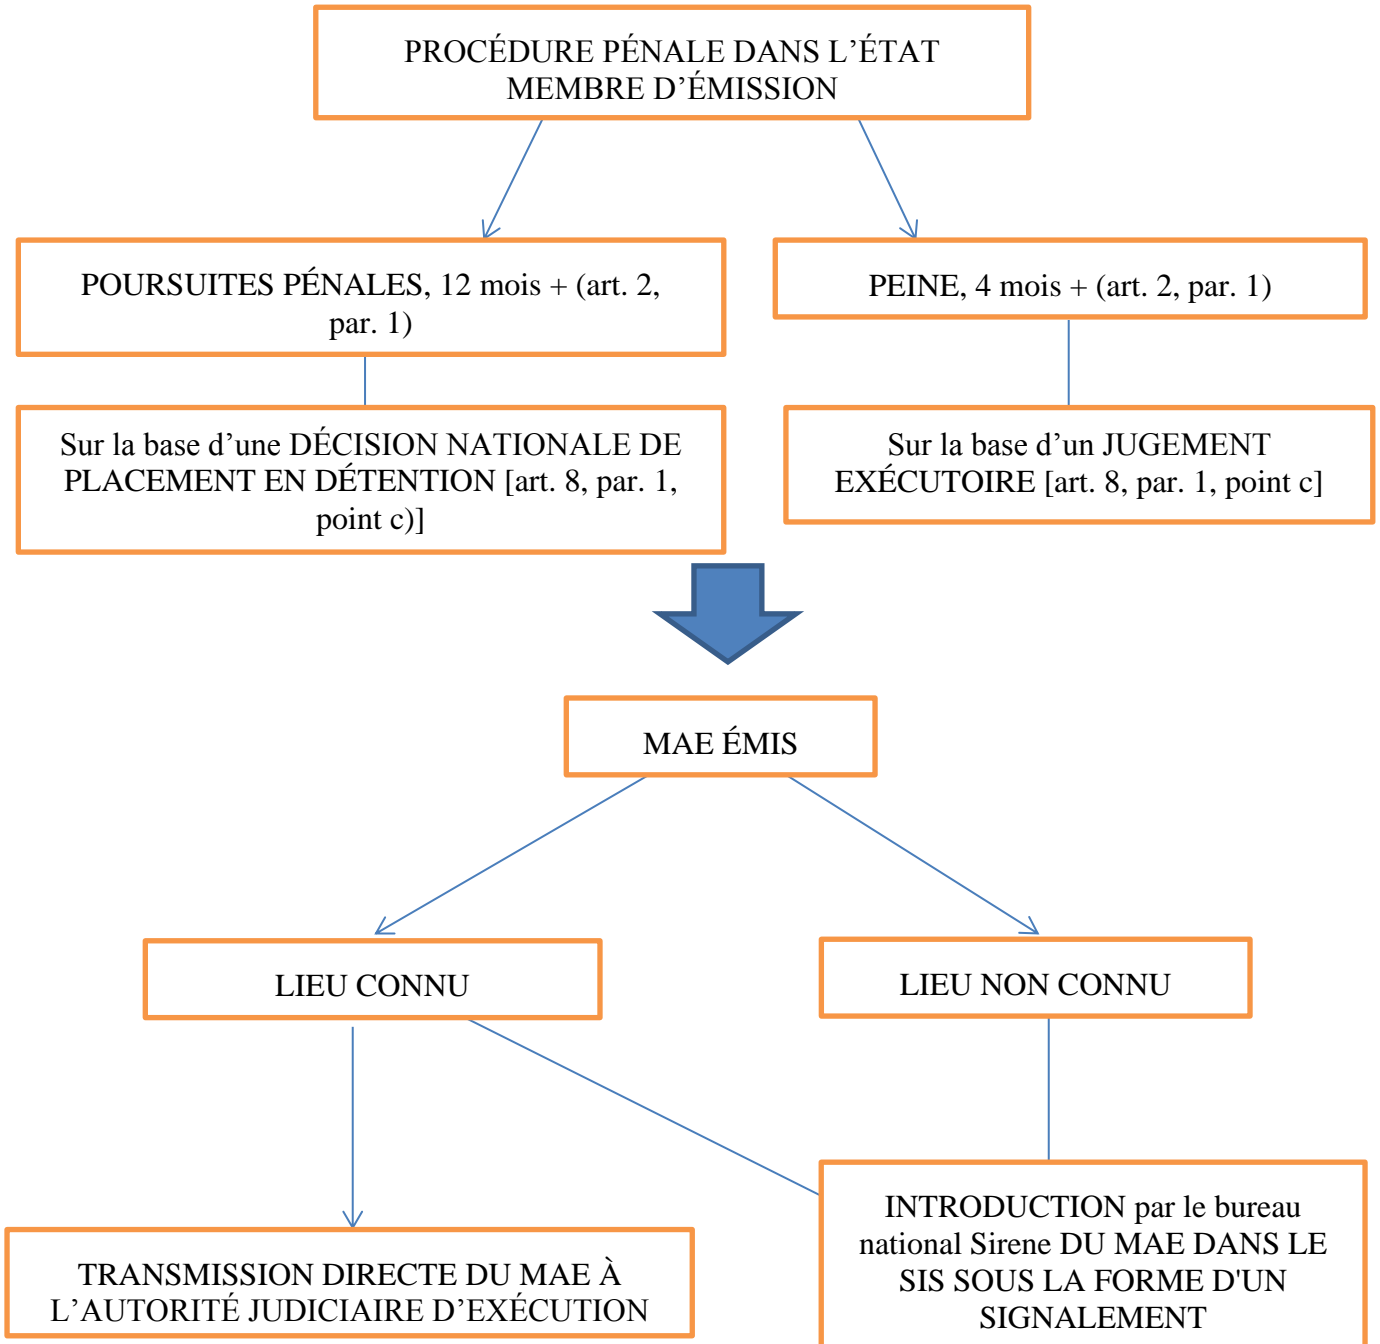 PROCÉDURE PÉNALE DANS L’ÉTAT
MEMBRE D’ÉMISSION
POURSUITES PÉNALES, 12 mois + (art. 2,
par. 1)
PEINE, 4 mois + (art. 2, par. 1)
Sur la base d’une DÉCISION NATIONALE DE
PLACEMENT EN DÉTENTION [art. 8, par. 1,
point c)]
Sur la base d’un JUGEMENT
EXÉCUTOIRE [art. 8, par. 1, point c]
MAE ÉMIS
LIEU CONNU
LIEU NON CONNU
TRANSMISSION DIRECTE DU MAE À
L’AUTORITÉ JUDICIAIRE D’EXÉCUTION
INTRODUCTION par le bureau
national Sirene DU MAE DANS LE
SIS SOUS LA FORME D'UN
SIGNALEMENT